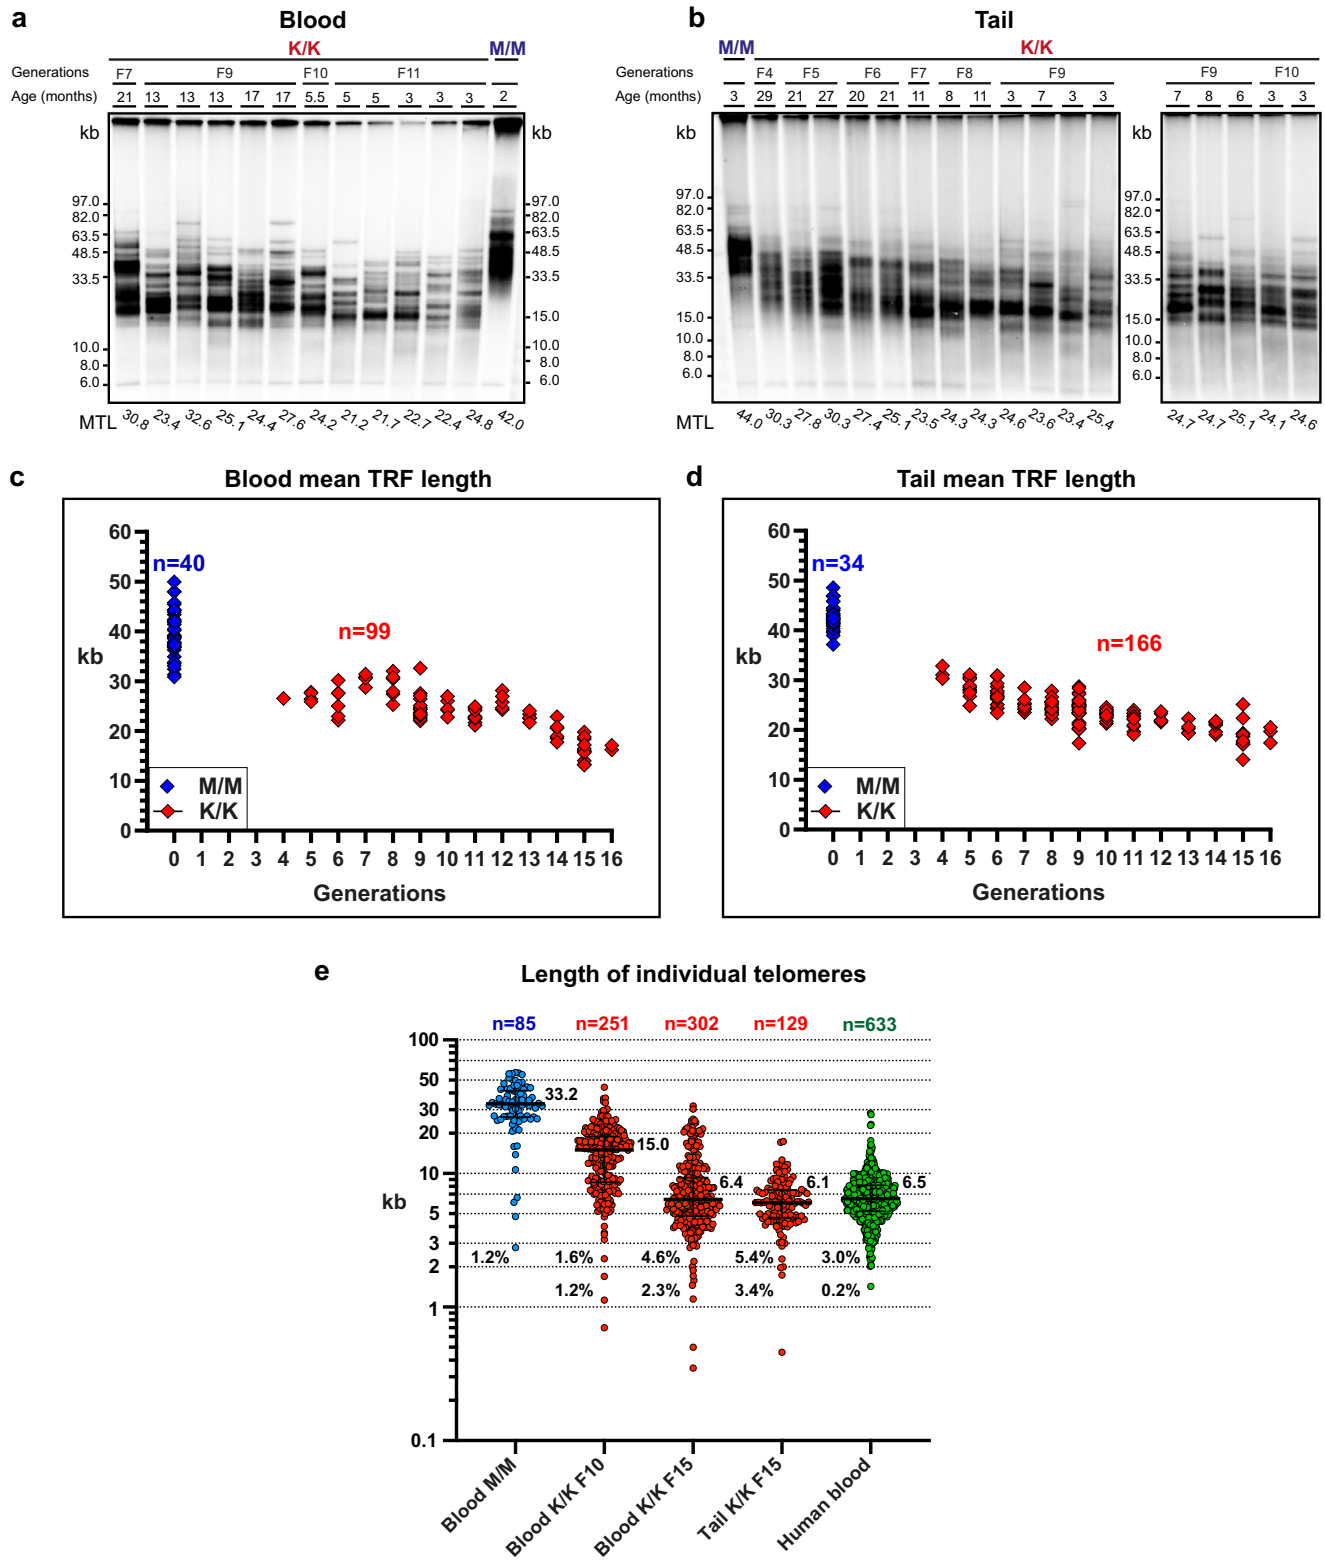 a Blood
K/K M/M
Generations F7 F9 F10 F11
Age (months) 21 13 13 13 17 17 5.5 5 5 3 3 3 2
kb kb
97.0 97.0
82.0 82.0
63.5 63.5
48.5 48.5
33.5 33.5
15.0
10.0 10.0
8.0 8.0
6.0 6.0
MTL 30.8 23.4 32.6 25.1 24.4 27.6 24.2 21.2 21.7 22.7 22.4 24.8 42.0
b Tail
M/M K/K
Generations F4 F5 F6 F7 F8 F9 F9 F10
Age (months) 3 29 21 27 20 21 11 8 11 3 7 3 3 7 8 6 3 3
kb kb
97.0 97.0
82.0 82.0
63.5 63.5
48.5 48.5
33.5 33.5
15.0 15.0
10.0 10.0
8.0 8.0
6.0 6.0
MTL 44.0 30.3 27.8 30.3 27.4 25.1 23.5 24.3 24.3 24.6 23.6 23.4 25.4 24.7 24.7 25.1 24.1 24.6
c Blood mean TRF length
60
n=40
50
n=99
40
kb
30
20
10
M/M
K/K
0
0 1 2 3 4 5 6 7 8 9 10 11 12 13 14 15 16
Generations
d Tail mean TRF length
60
n=34
50
n=166
40
kb
30
20
10
M/M
K/K
0
0 1 2 3 4 5 6 7 8 9 10 11 12 13 14 15 16
Generations
e Length of individual telomeres
n=85 n=251 n=302 n=129 n=633
100
50
33.2
30
20
15.0
10
6.4 6.1 6.5
kb
5
3
1.2% 1.6% 4.6% 5.4% 3.0%
2
1.2% 2.3% 3.4% 0.2%
1
0.1
Blood M/M
Blood K/K F10
Blood K/K F15
Tail K/K F15
Human blood